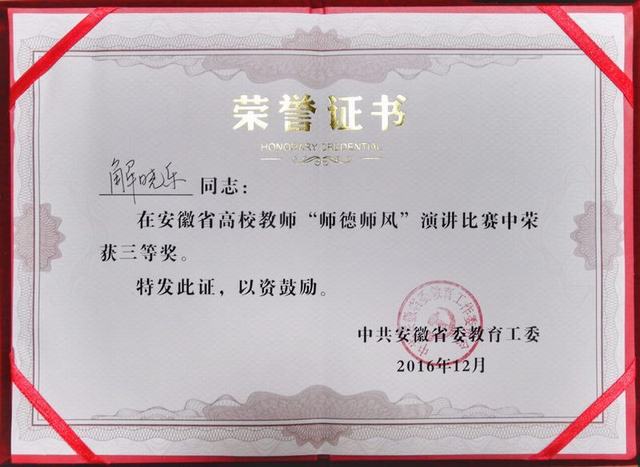 荣誉证书
HONORARY CREDENTIAL
解晓乐 同志：
在安徽省高校教师“师德师风”演讲比赛中荣
获三等奖。
特发此证，以资鼓励。
中共安徽省委教育工委
2016年12月